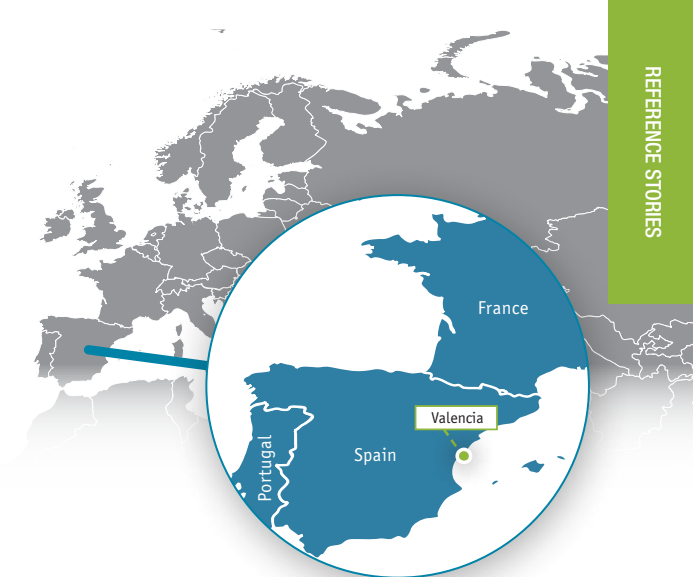 REFERENCE STORIES
France
Valencia
Spain
Portugal